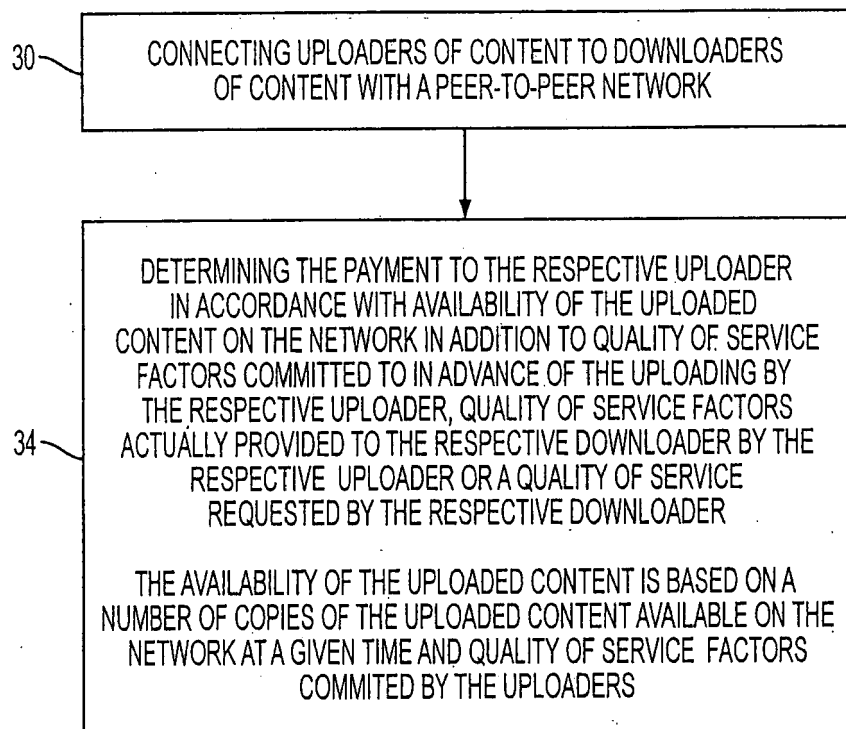 30
CONNECTING UPLOADERS OF CONTENT TO DOWNLOADERS
OF CONTENT WITH A PEER-TO-PEER NETWORK
34
DETERMINING THE PAYMENT TO THE RESPECTIVE UPLOADER
IN ACCORDANCE WITH AVAILABILITY OF THE UPLOADED
CONTENT ON THE NETWORK IN ADDITION TO QUALITY OF SERVICE
FACTORS COMMITTED TO IN ADVANCE OF THE UPLOADING BY
THE RESPECTIVE UPLOADER, QUALITY OF SERVICE FACTORS
ACTUALLY PROVIDED TO THE RESPECTIVE DOWNLOADER BY THE
RESPECTIVE UPLOADER OR A QUALITY OF SERVICE
REQUESTED BY THE RESPECTIVE DOWNLOADER
THE AVAILABILITY OF THE UPLOADED CONTENT IS BASED ON A
NUMBER OF COPIES OF THE UPLOADED CONTENT AVAILABLE ON THE
NETWORK AT A GIVEN TIME AND QUALITY OF SERVICE FACTORS
COMMITED BY THE UPLOADERS